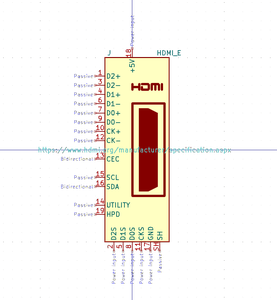 Power input
18
+5V
J
HDMI_E
HDMI
Passive 1 D2+
Passive 3 D2-
Passive 4 D1+
Passive 6 D1-
Passive 7 D0+
Passive 9 D0-
Passive 10 CK+
Passive 12 CK-
https://www.hdmi.org/manufacturer/specification.aspx
Bidirectional 13 CEC
Passive 15 SCL
Bidirectional 16 SDA
Passive 14 UTILITY
Passive 19 HPD
D2S D1S D0S CKS GND SH
2 5 8 11 17 SH
Power input Power input Power input Power input Power input Passive